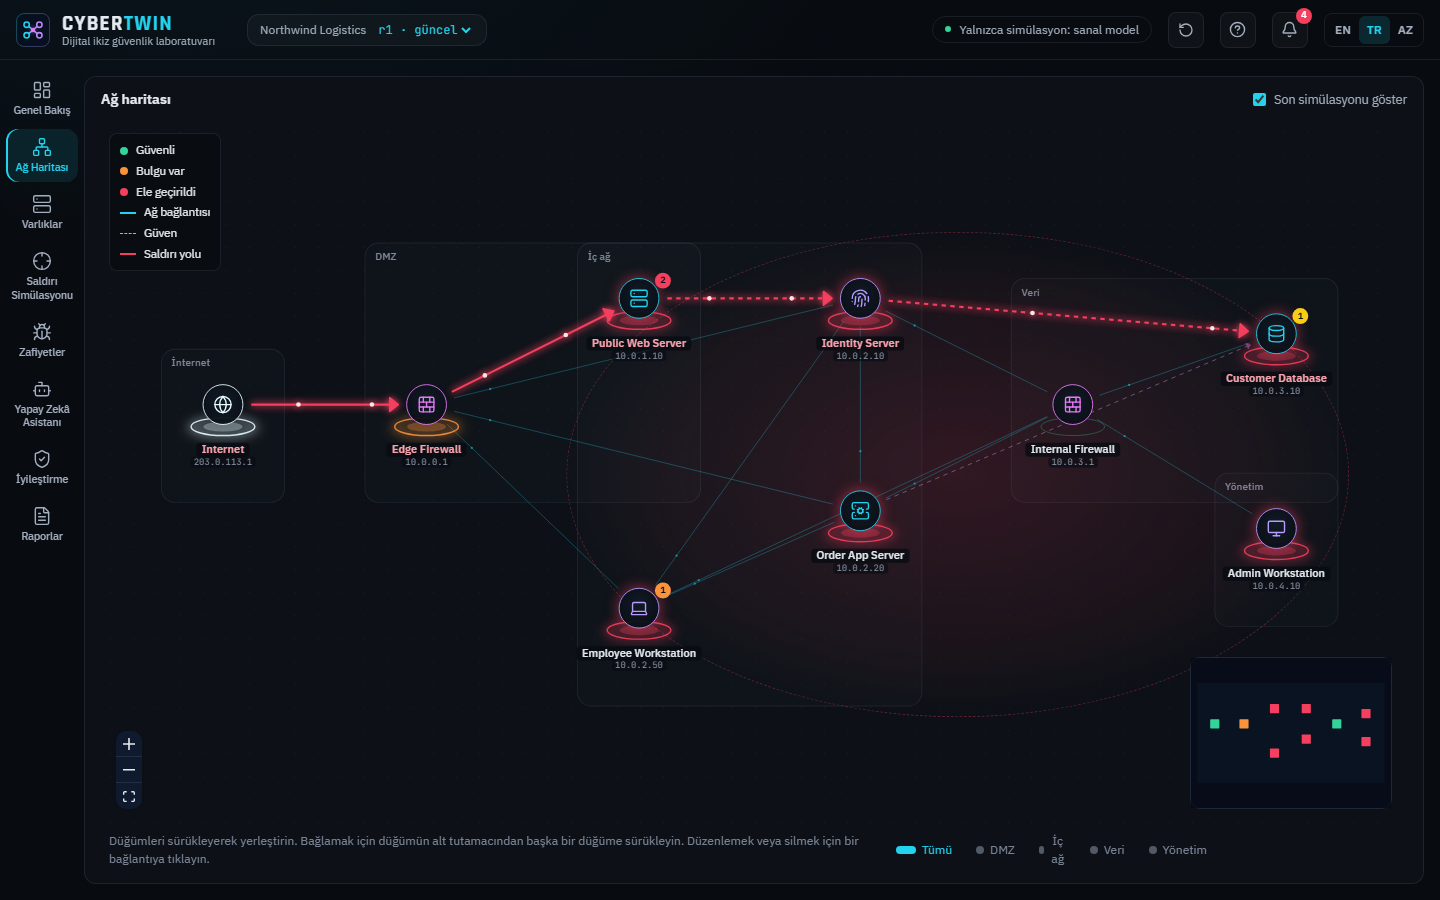 CYBERTWIN
Dijital ikiz güvenlik laboratuvarı
Northwind Logistics r1 · güncel
Yalnızca simülasyon: sanal model
4
EN TR AZ
Genel Bakış
Ağ Haritası
Varlıklar
Saldırı
Simülasyonu
Zafiyetler
Yapay Zekâ
Asistanı
İyileştirme
Raporlar
Ağ haritası
Son simülasyonu göster
Güvenli
Bulgu var
Ele geçirildi
Ağ bağlantısı
Güven
Saldırı yolu
İnternet
Internet
203.0.113.1
DMZ
Edge Firewall
10.0.0.1
İç ağ
2
Public Web Server
10.0.1.10
Identity Server
10.0.2.10
Veri
1
Customer Database
10.0.3.10
Internal Firewall
10.0.3.1
Order App Server
10.0.2.20
Yönetim
Admin Workstation
10.0.4.10
1
Employee Workstation
10.0.2.50
Düğümleri sürükleyerek yerleştirin. Bağlamak için düğümün alt tutamacından başka bir düğüme sürükleyin. Düzenlemek veya silmek için bir
bağlantıya tıklayın.
Tümü
DMZ
İç
ağ
Veri
Yönetim